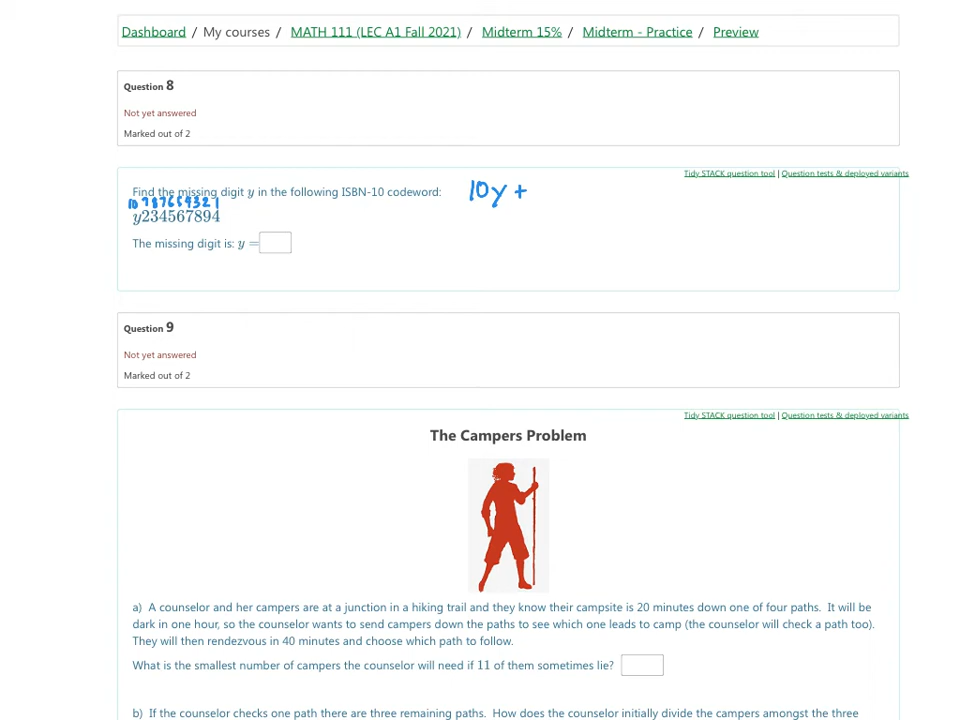 Dashboard / My courses / MATH 111 (LEC A1 Fall 2021) / Midterm 15% / Midterm - Practice / Preview
Question 8
Not yet answered
Marked out of 2
Tidy STACK question tool | Question tests & deployed variants
Find the missing digit y in the following ISBN-10 codeword: 10y +
10 9 8 7 6 5 4 3 2 1
y234567894
The missing digit is: y =
Question 9
Not yet answered
Marked out of 2
Tidy STACK question tool | Question tests & deployed variants
The Campers Problem
a) A counselor and her campers are at a junction in a hiking trail and they know their campsite is 20 minutes down one of four paths. It will be
dark in one hour, so the counselor wants to send campers down the paths to see which one leads to camp (the counselor will check a path too).
They will then rendezvous in 40 minutes and choose which path to follow.
What is the smallest number of campers the counselor will need if 11 of them sometimes lie?
b) If the counselor checks one path there are three remaining paths. How does the counselor initially divide the campers amongst the three